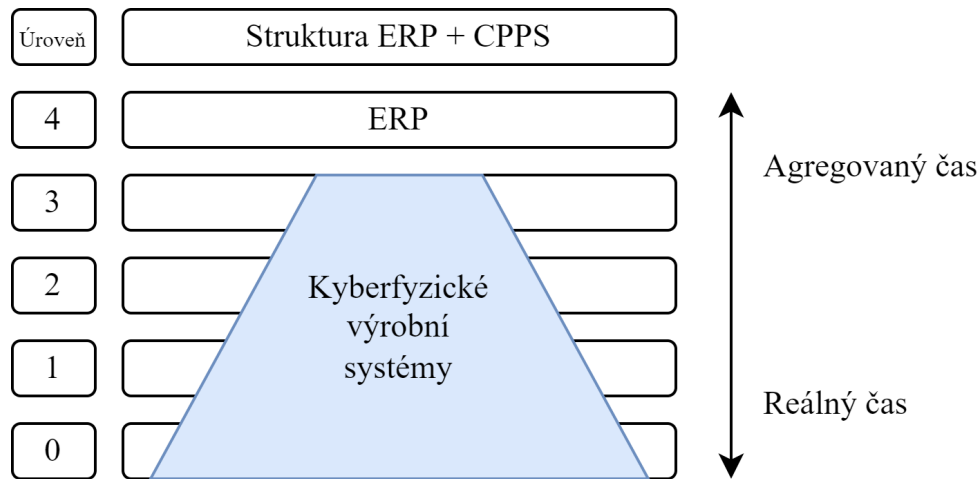 Úroveň
Struktura ERP + CPPS
4
ERP
Agregovaný čas
3
2
Kyberfyzické
výrobní
systémy
1
Reálný čas
0